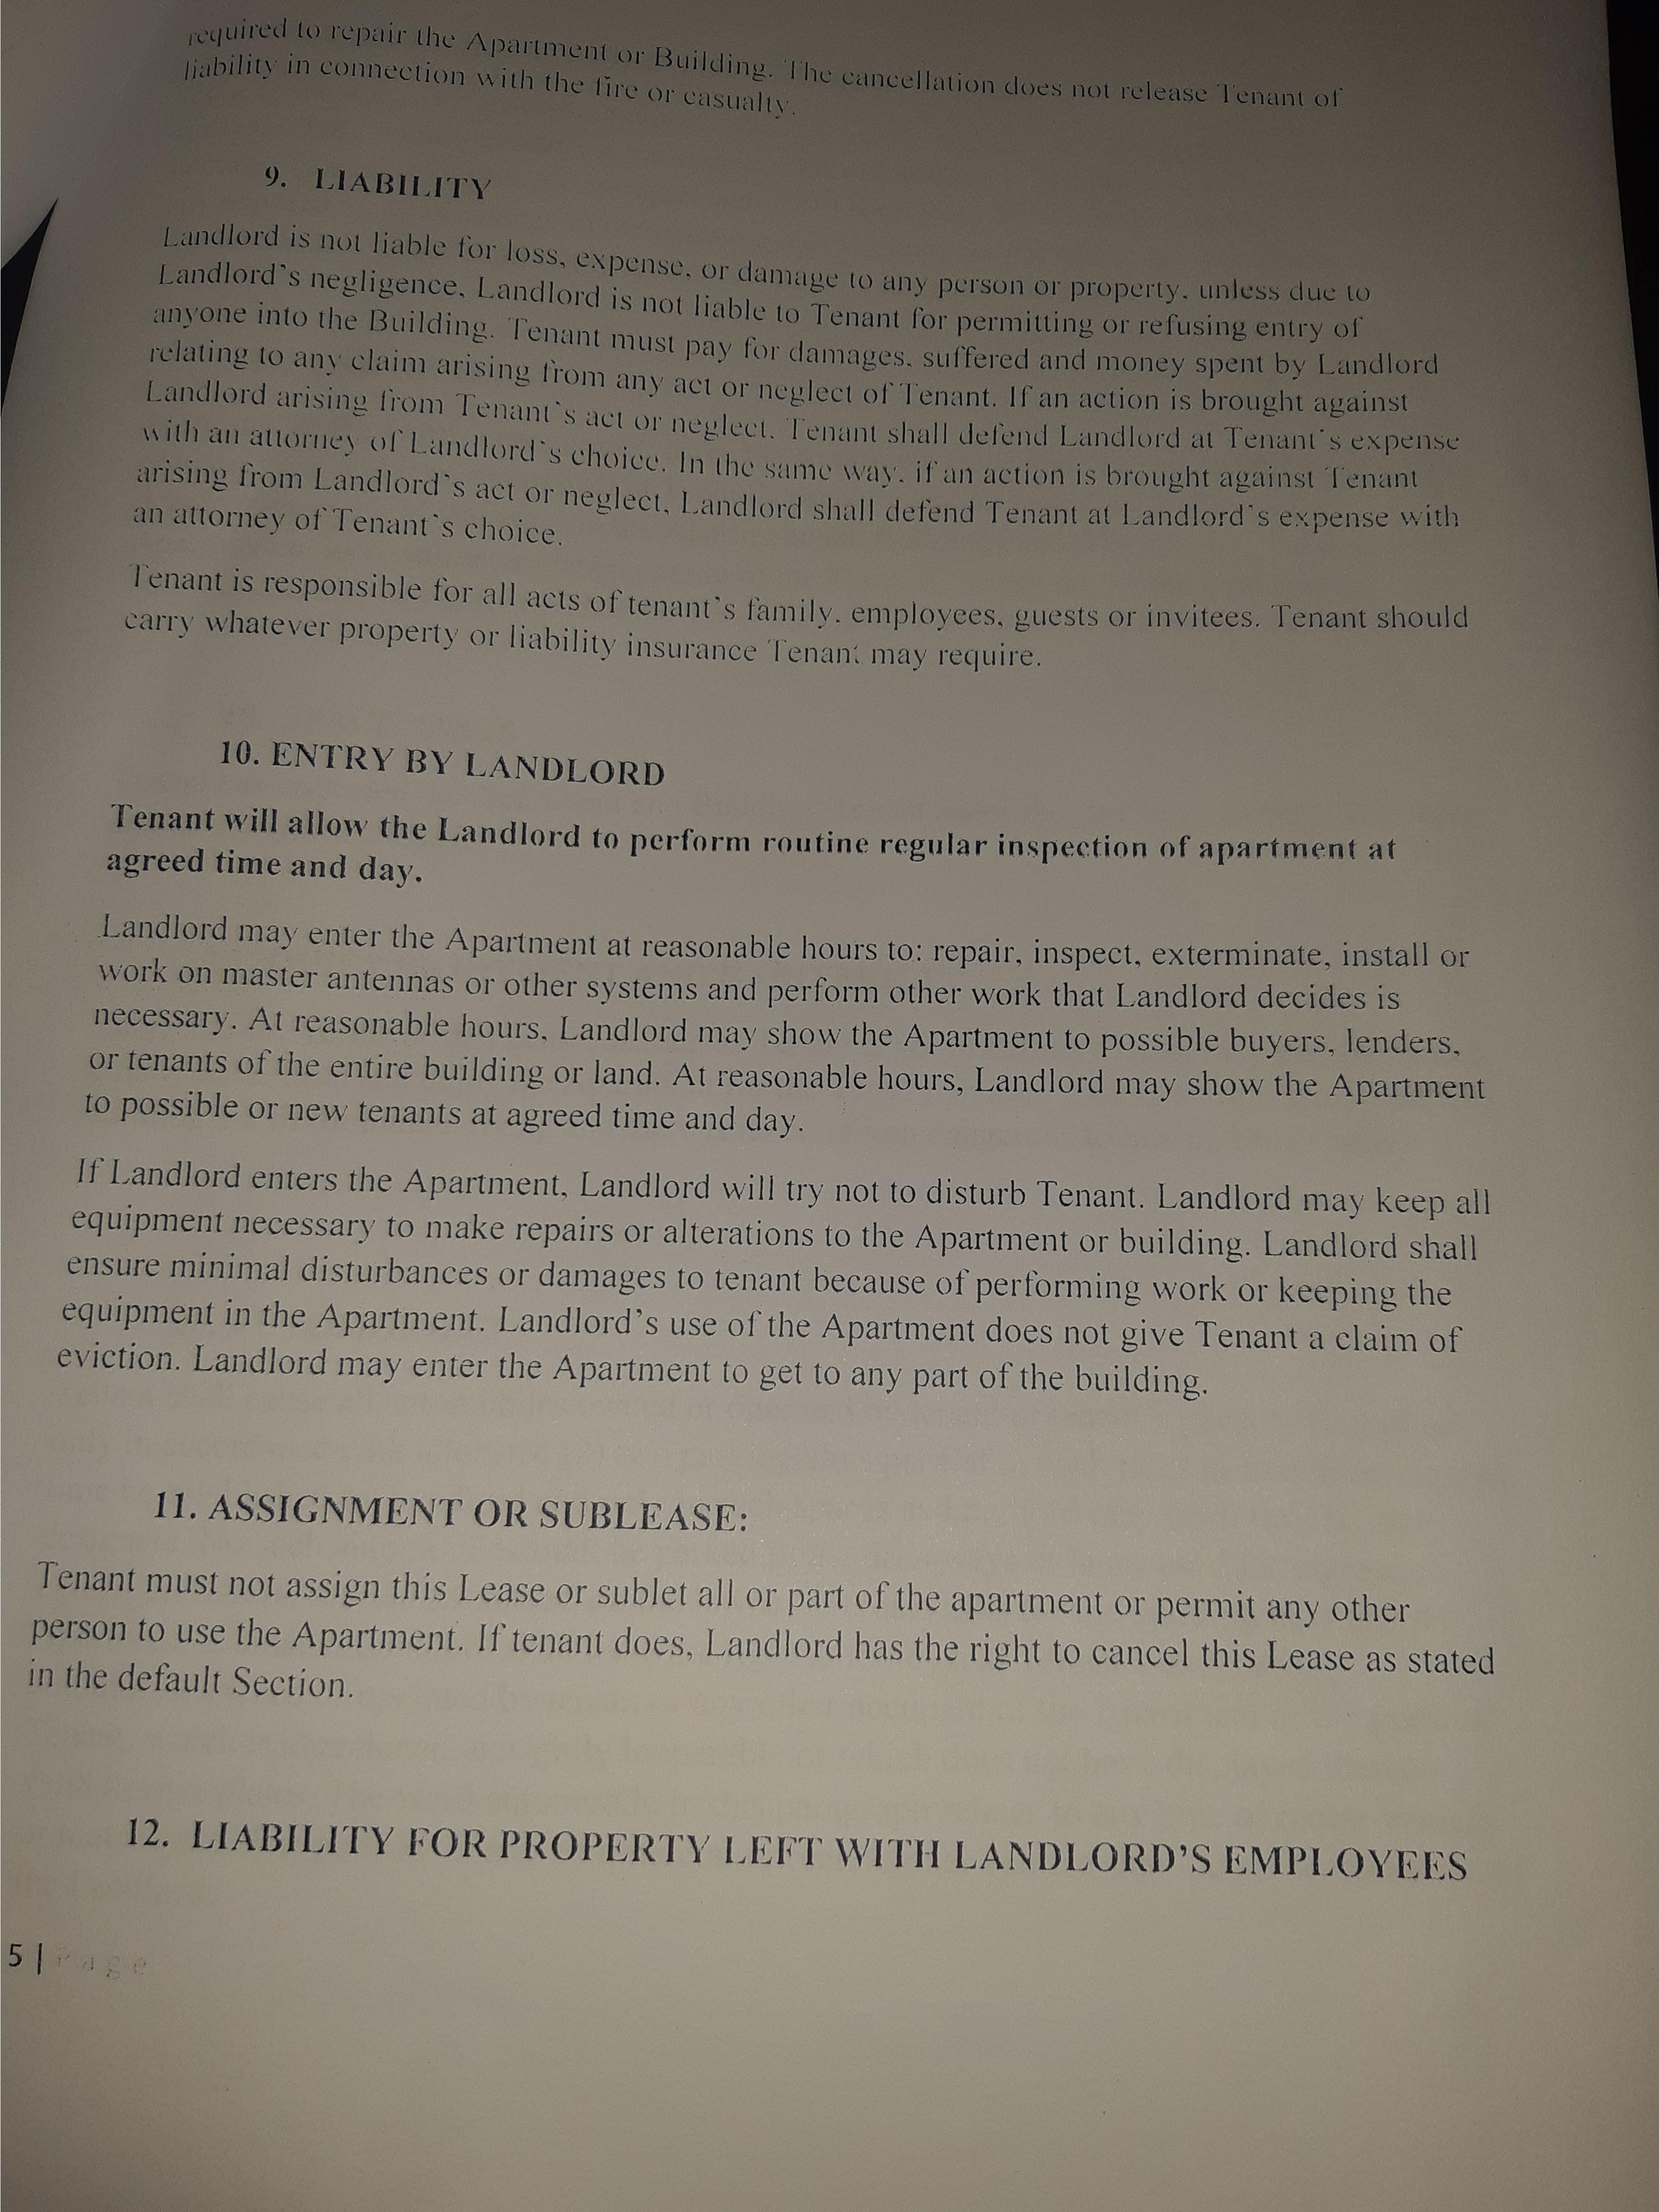 required to repair the Apartment or Building. The cancellation does not release Tenant of
liability in connection with the fire or casualty.
9. LIABILITY
Landlord is not liable for loss, expense, or damage to any person or property, unless due to
Landlord's negligence, Landlord is not liable to Tenant for permitting or refusing entry of
anyone into the Building. Tenant must pay for damages, suffered and money spent by Landlord
relating to any claim arising from any act or neglect of Tenant. If an action is brought against
Landlord arising from Tenant's act or neglect. Tenant shall defend Landlord at Tenant's expense
with an attorney of Landlord's choice. In the same way, if an action is brought against Tenant
arising from Landlord's act or neglect, Landlord shall defend Tenant at Landlord's expense with
an attorney of Tenant's choice.
Tenant is responsible for all acts of tenant's family, employees, guests or invitees. Tenant should
carry whatever property or liability insurance Tenant may require.
10. ENTRY BY LANDLORD
Tenant will allow the Landlord to perform routine regular inspection of apartment at
agreed time and day.
Landlord may enter the Apartment at reasonable hours to: repair, inspect, exterminate, install or
work on master antennas or other systems and perform other work that Landlord decides is
necessary. At reasonable hours, Landlord may show the Apartment to possible buyers, lenders,
or tenants of the entire building or land. At reasonable hours, Landlord may show the Apartment
to possible or new tenants at agreed time and day.
If Landlord enters the Apartment, Landlord will try not to disturb Tenant. Landlord may keep all
equipment necessary to make repairs or alterations to the Apartment or building. Landlord shall
ensure minimal disturbances or damages to tenant because of performing work or keeping the
equipment in the Apartment. Landlord's use of the Apartment does not give Tenant a claim of
eviction. Landlord may enter the Apartment to get to any part of the building.
11. ASSIGNMENT OR SUBLEASE:
Tenant must not assign this Lease or sublet all or part of the apartment or permit any other
person to use the Apartment. If tenant does, Landlord has the right to cancel this Lease as stated
in the default Section.
12. LIABILITY FOR PROPERTY LEFT WITH LANDLORD'S EMPLOYEES
5 | Page